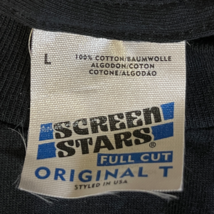 L
100% COTTON/BAUMWOLLE
ALGODON/COTON
COTONE/ALGODÃO
SCREEN
STARS
FULL CUT
ORIGINAL T
STYLED IN USA